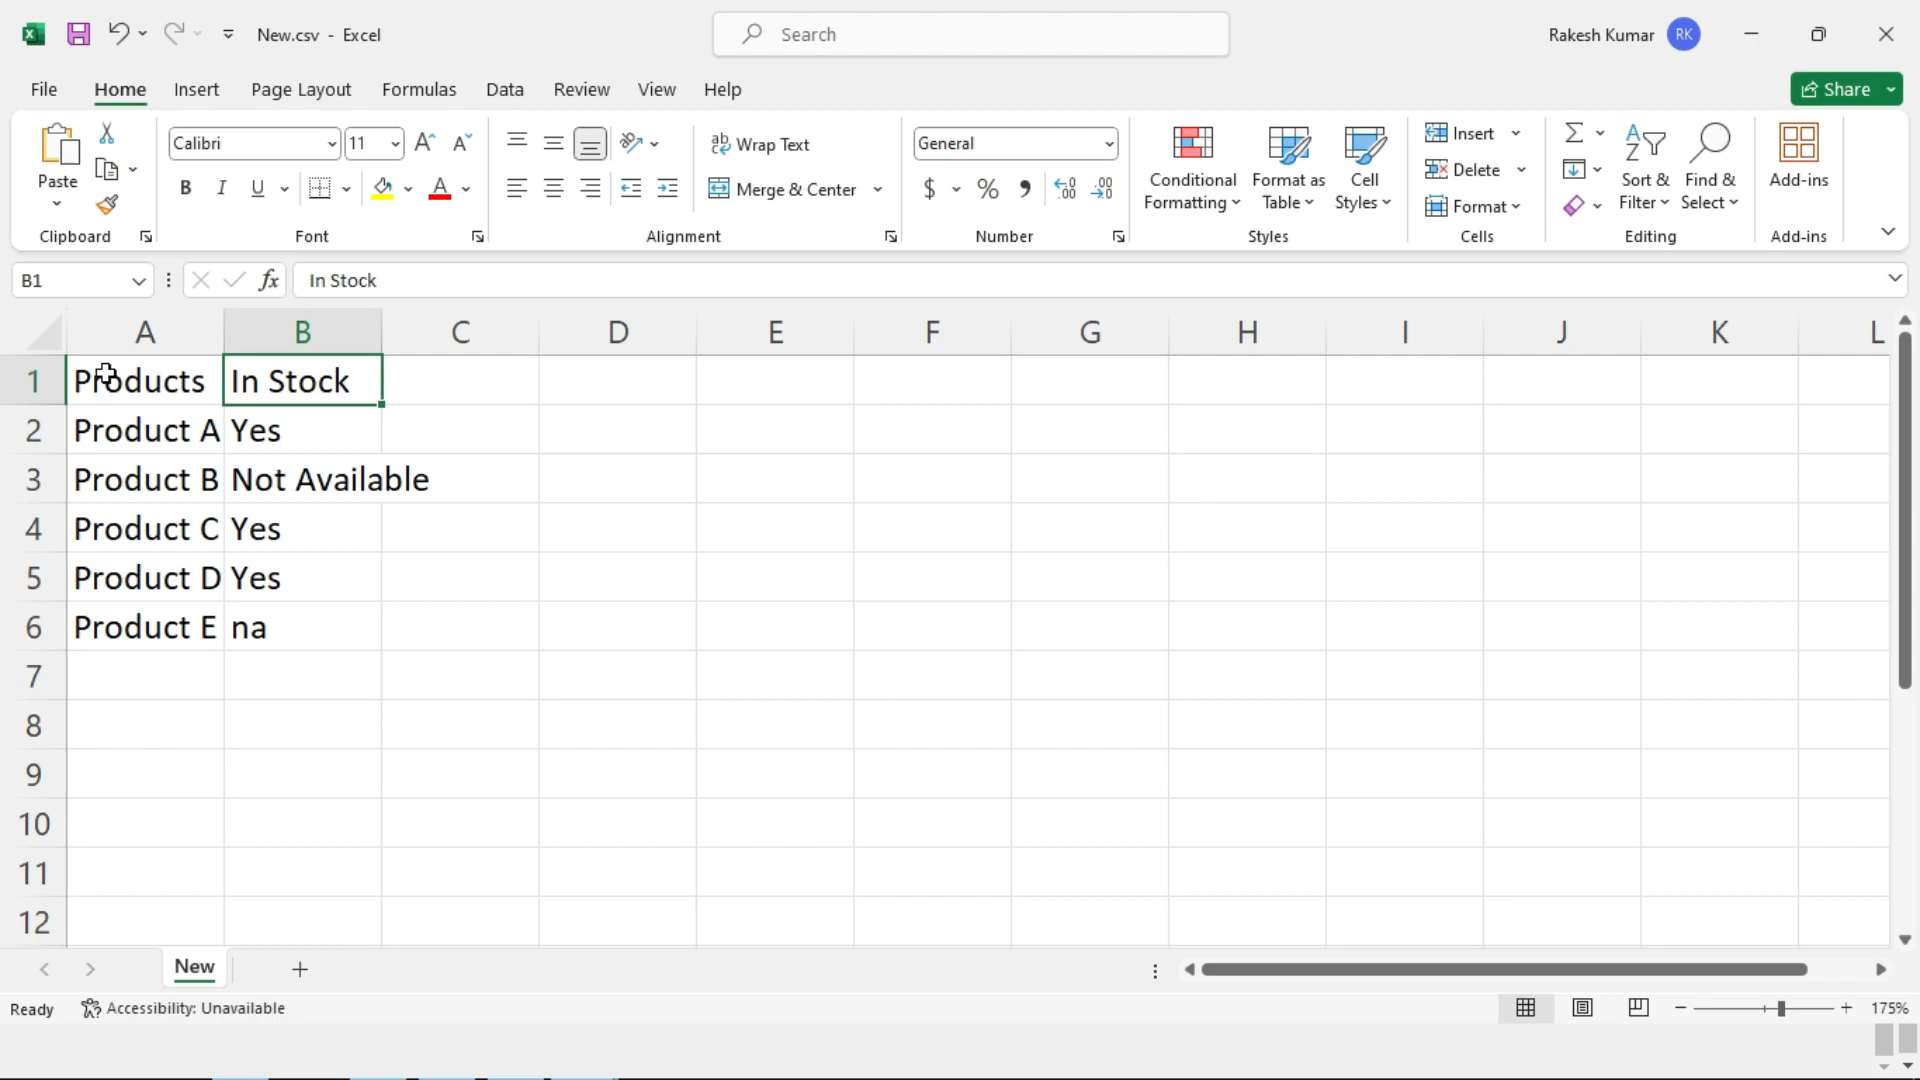 New.csv - Excel
Search
Rakesh Kumar RK
File Home Insert Page Layout Formulas Data Review View Help
Share
Paste
Clipboard
Calibri 11
B I U A
Font
Wrap Text
Merge & Center
Alignment
General
$ % ,
Number
Conditional Formatting
Format as Table
Cell Styles
Styles
Insert
Delete
Format
Cells
Sort & Filter
Find & Select
Editing
Add-ins
Add-ins
B1 fx In Stock
A B C D E F G H I J K L
1 Products In Stock
2 Product A Yes
3 Product B Not Available
4 Product C Yes
5 Product D Yes
6 Product E na
7
8
9
10
11
12
New
Ready Accessibility: Unavailable 175%